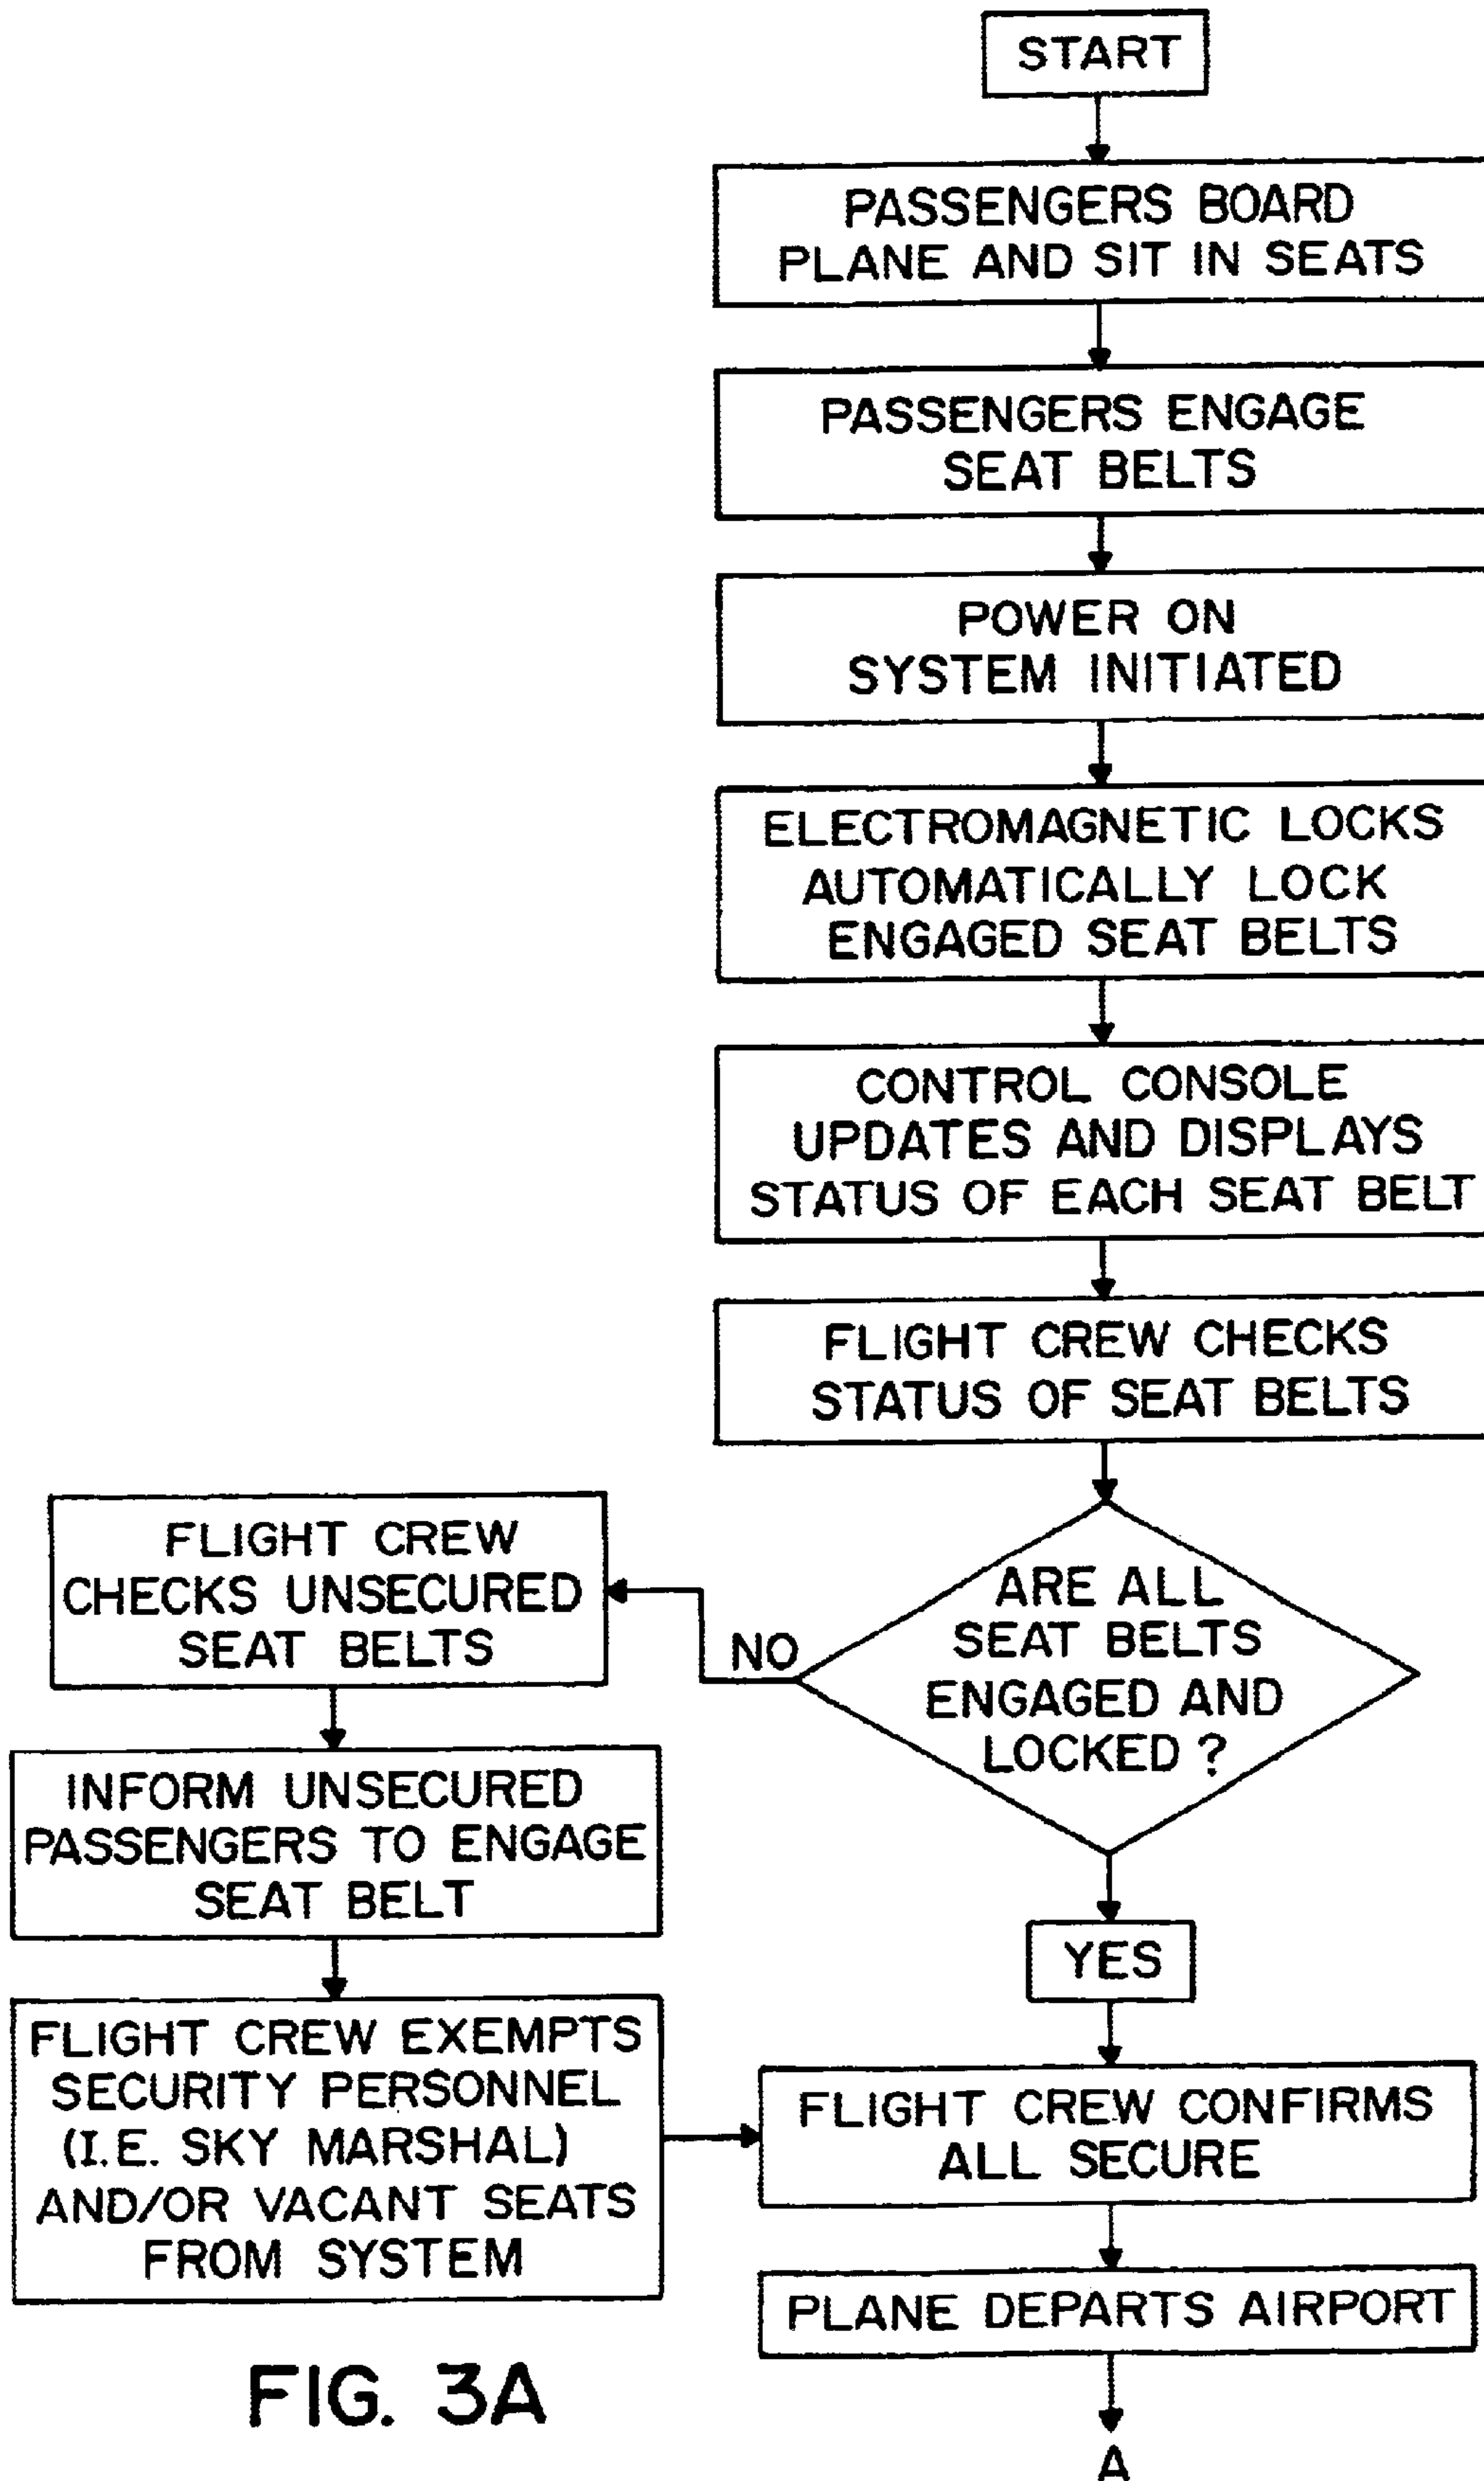 START
PASSENGERS BOARD
PLANE AND SIT IN SEATS
PASSENGERS ENGAGE
SEAT BELTS
POWER ON
SYSTEM INITIATED
ELECTROMAGNETIC LOCKS
AUTOMATICALLY LOCK
ENGAGED SEAT BELTS
CONTROL CONSOLE
UPDATES AND DISPLAYS
STATUS OF EACH SEAT BELT
FLIGHT CREW CHECKS
STATUS OF SEAT BELTS
ARE ALL
SEAT BELTS
ENGAGED AND
LOCKED ?
NO
FLIGHT CREW
CHECKS UNSECURED
SEAT BELTS
INFORM UNSECURED
PASSENGERS TO ENGAGE
SEAT BELT
FLIGHT CREW EXEMPTS
SECURITY PERSONNEL
(I.E. SKY MARSHAL)
AND/OR VACANT SEATS
FROM SYSTEM
YES
FLIGHT CREW CONFIRMS
ALL SECURE
PLANE DEPARTS AIRPORT
A
FIG. 3A